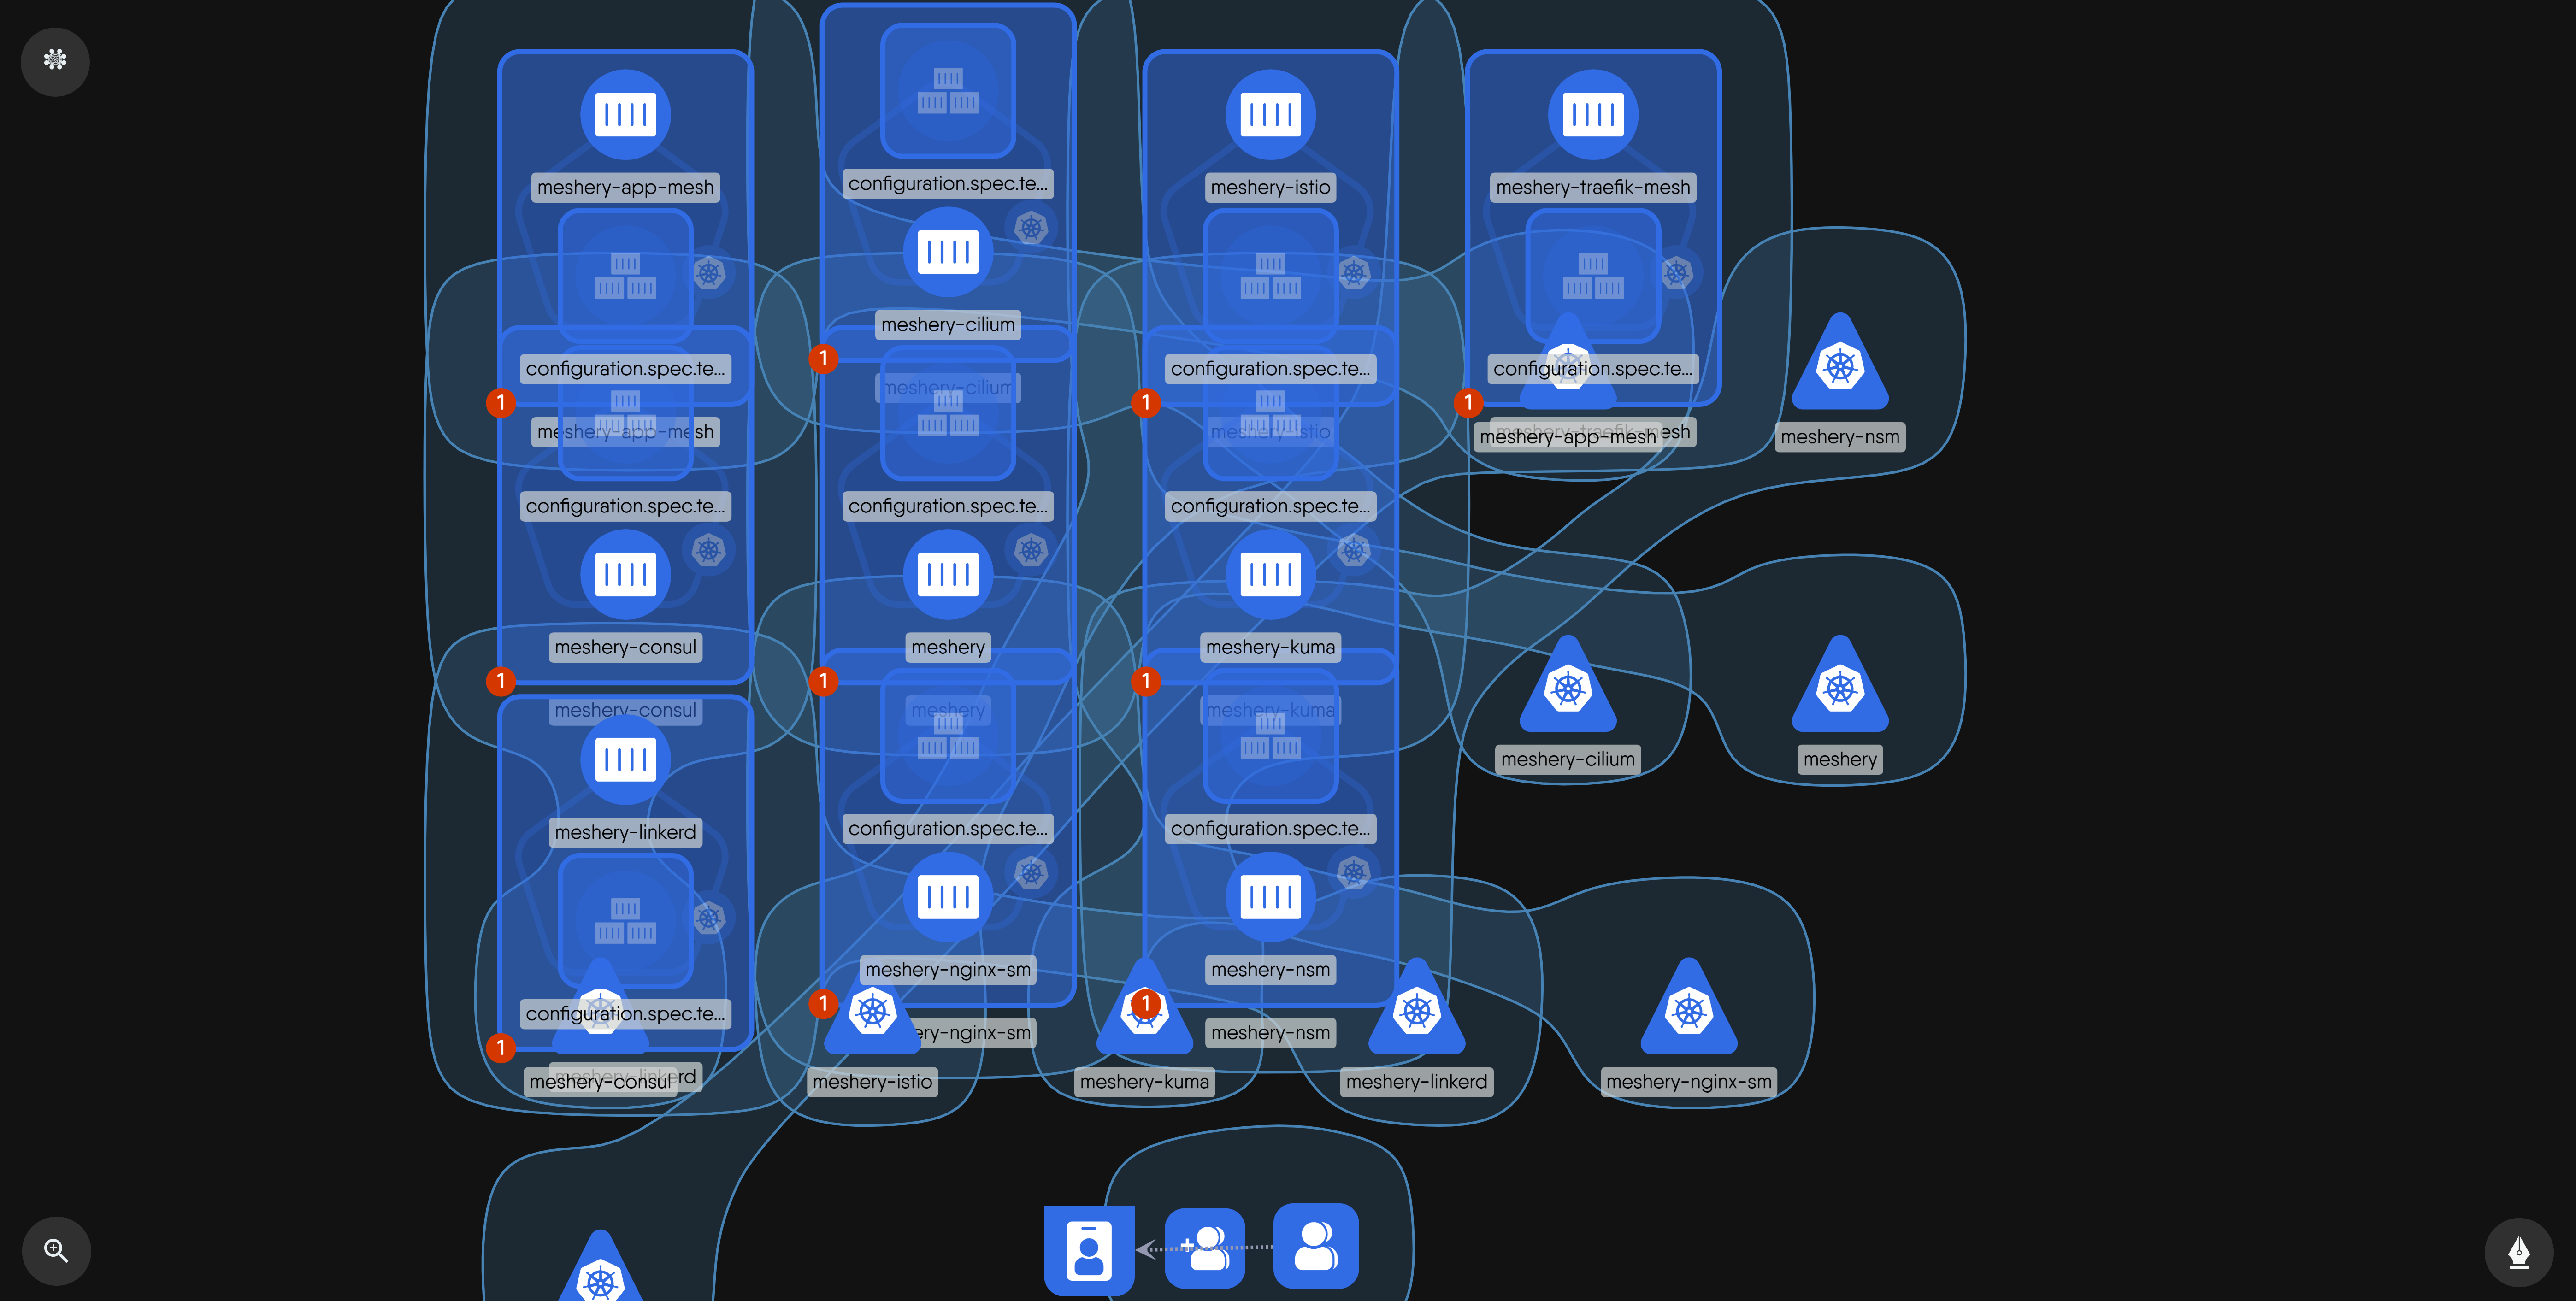 configuration.spec.te...
meshery-app-mesh
meshery-istio
meshery-traefik-mesh
meshery-cilium
configuration.spec.te...
configuration.spec.te...
configuration.spec.te...
meshery-cilium
1
1
1
1
meshery-app-mesh
meshery-istio
meshery-app-mesh
meshery-nsm
configuration.spec.te...
configuration.spec.te...
configuration.spec.te...
meshery-consul
meshery
meshery-kuma
1
1
1
meshery-consul
meshery
meshery-kuma
meshery-cilium
meshery
meshery-linkerd
configuration.spec.te...
configuration.spec.te...
meshery-nginx-sm
meshery-nsm
configuration.spec.te...
1
1
ery-nginx-sm
meshery-nsm
1
meshery-consul
meshery-istio
meshery-kuma
meshery-linkerd
meshery-nginx-sm